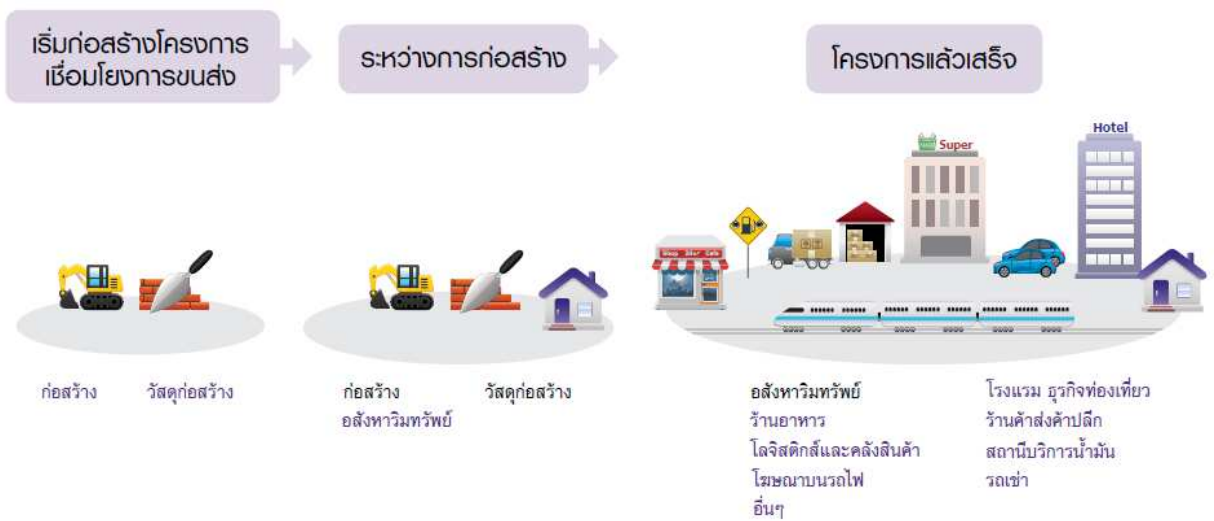 เริ่มก่อสร้างโครงการ
เชื่อมโยงการขนส่ง
ระหว่างการก่อสร้าง
โครงการแล้วเสร็จ
Hotel
Super
ก่อสร้าง
วัสดุก่อสร้าง
ก่อสร้าง
วัสดุก่อสร้าง
อสังหาริมทรัพย์
อสังหาริมทรัพย์
ร้านอาหาร
โลจิสติกส์และคลังสินค้า
โฆษณาบนรถไฟ
อื่นๆ
โรงแรม ธุรกิจท่องเที่ยว
ร้านค้าส่งค้าปลีก
สถานีบริการน้ำมัน
รถเช่า